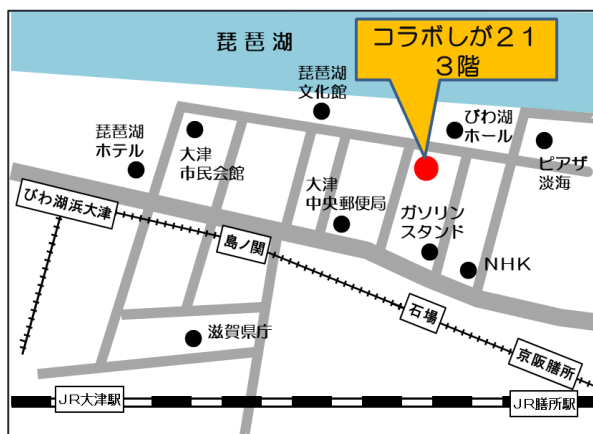 琵琶湖
コラボしが２１
３階
琵琶湖
文化館
びわ湖
ホール
琵琶湖
ホテル
大津
市民会館
ピアザ
淡海
大津
中央郵便局
ガソリン
スタンド
びわ湖浜大津
島ノ関
NHK
石場
滋賀県庁
京阪膳所
JR大津駅
JR膳所駅